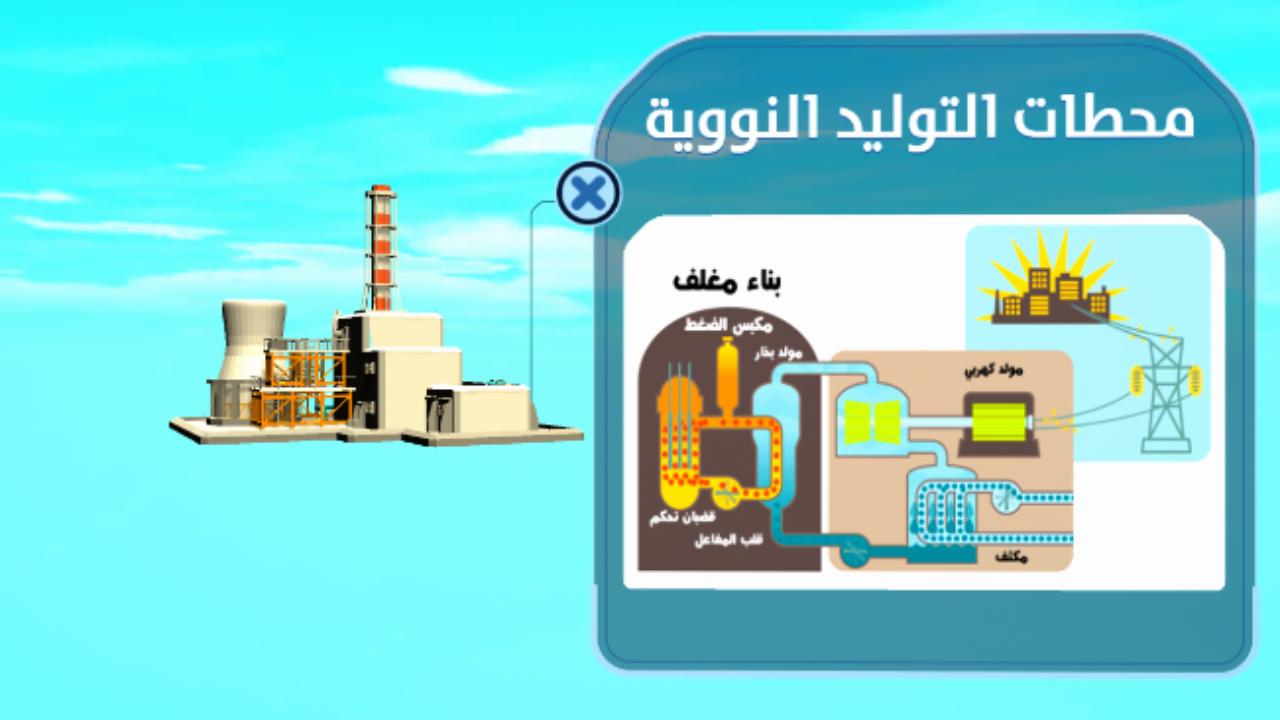 محطات التوليد النووية
بناء مغلف
مكبس الضغط
مولد بخار
مولد كهربي
قضبان تحكم
قلب المفاعل
مكثف